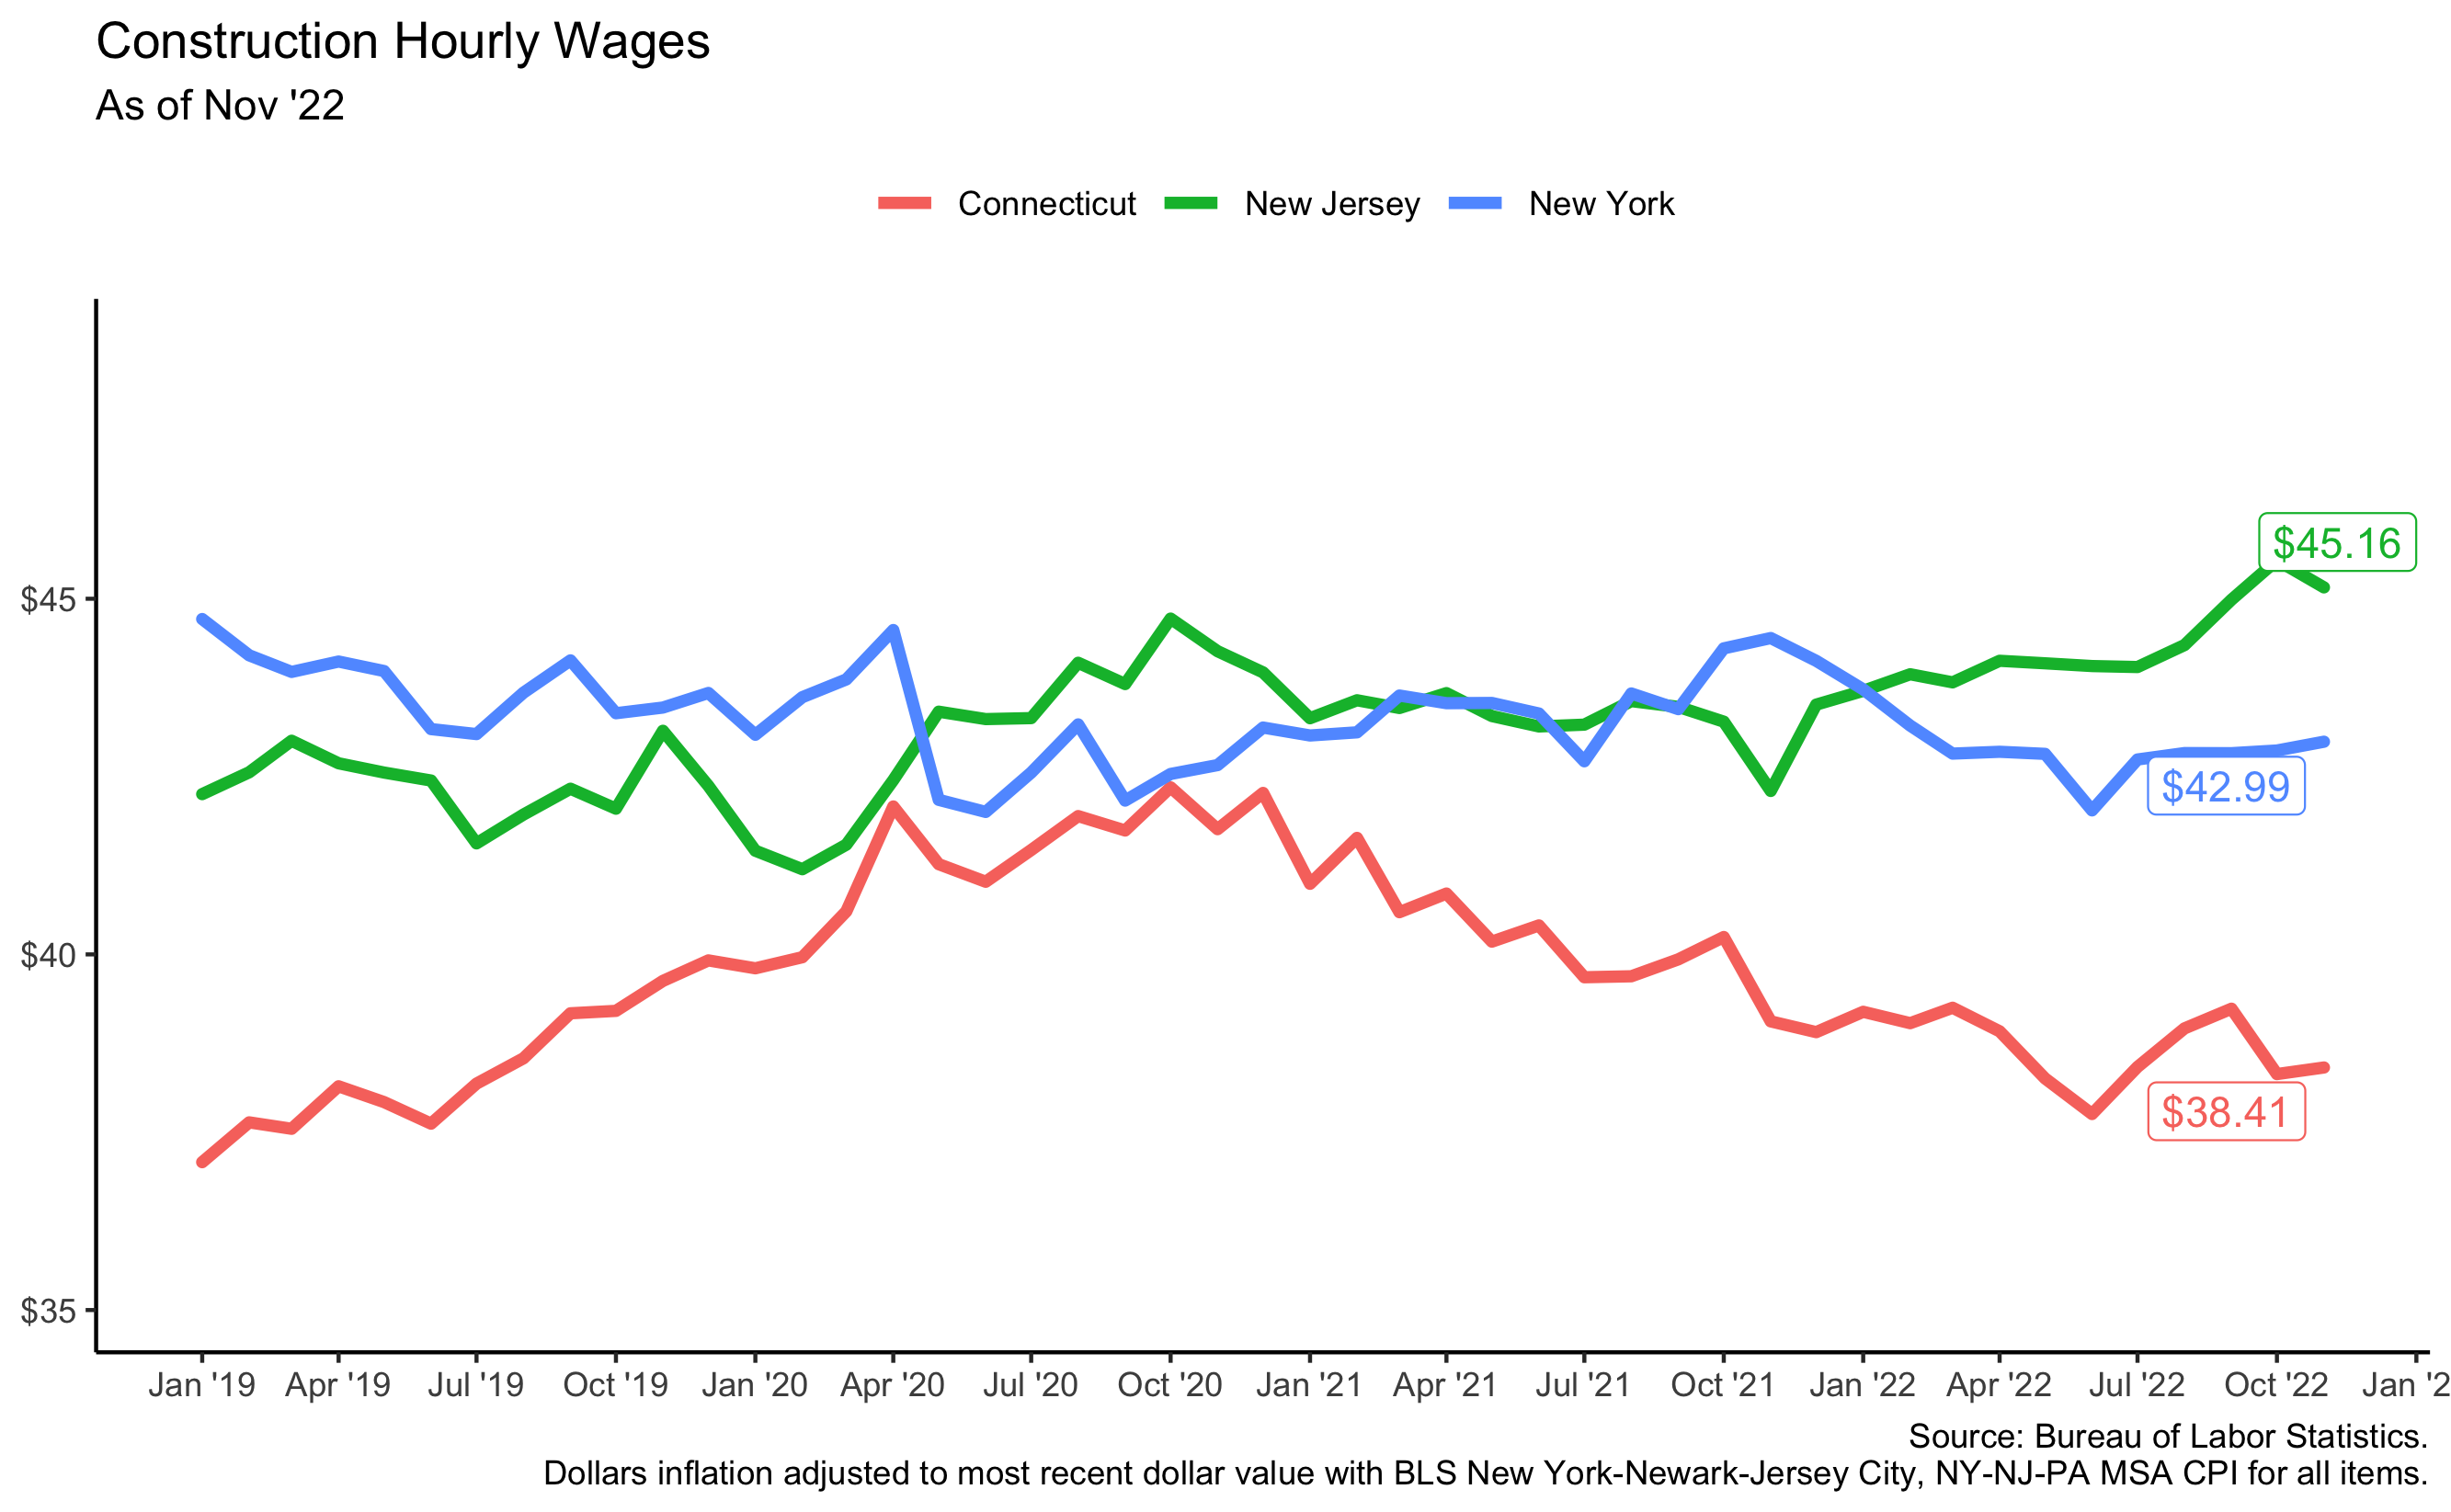 Construction Hourly Wages
As of Nov '22
Connecticut New Jersey New York
$45.16
$45
$42.99
$40
$38.41
$35
Jan '19 Apr '19 Jul '19 Oct '19 Jan '20 Apr '20 Jul '20 Oct '20 Jan '21 Apr '21 Jul '21 Oct '21 Jan '22 Apr '22 Jul '22 Oct '22 Jan '2
Source: Bureau of Labor Statistics.
Dollars inflation adjusted to most recent dollar value with BLS New York-Newark-Jersey City, NY-NJ-PA MSA CPI for all items.